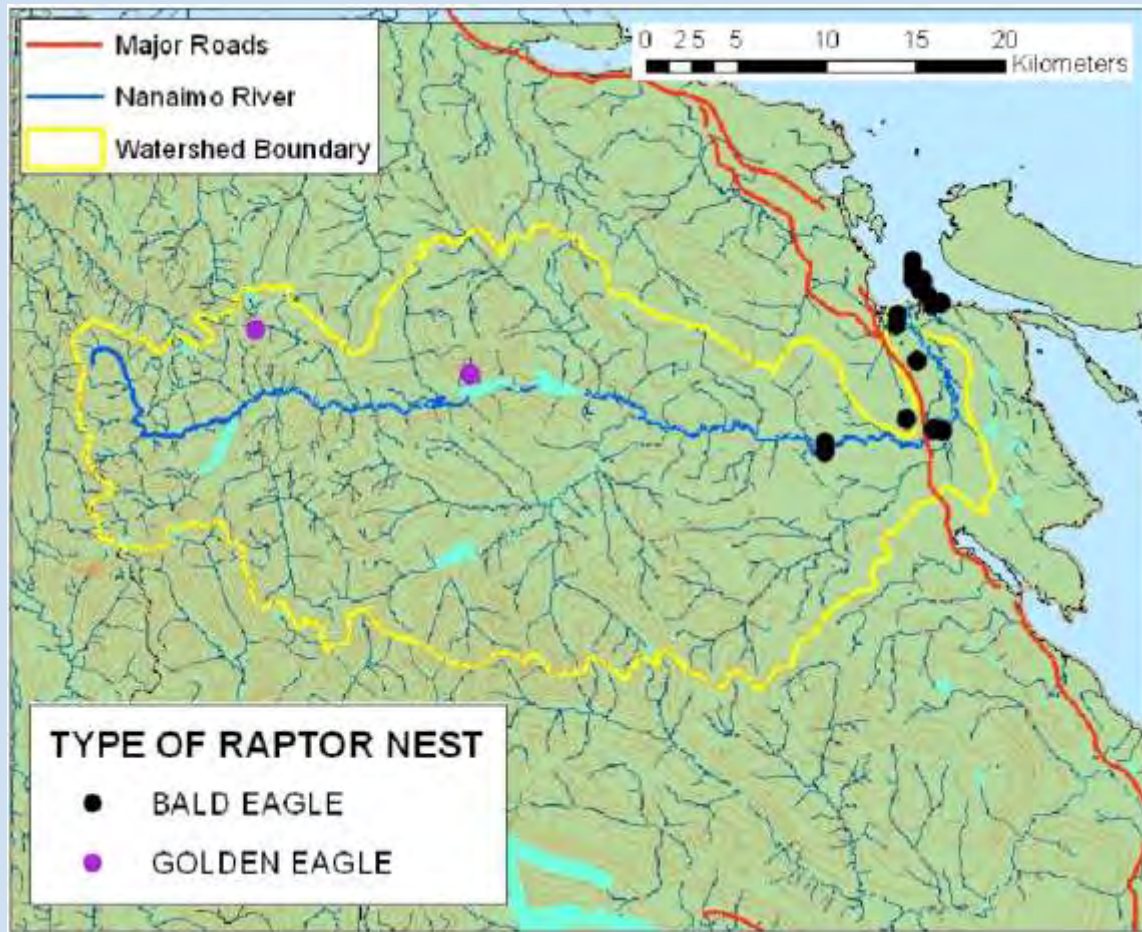 Major Roads
Nanaimo River
Watershed Boundary
0 2.5 5 10 15 20
Kilometers
TYPE OF RAPTOR NEST
BALD EAGLE
GOLDEN EAGLE